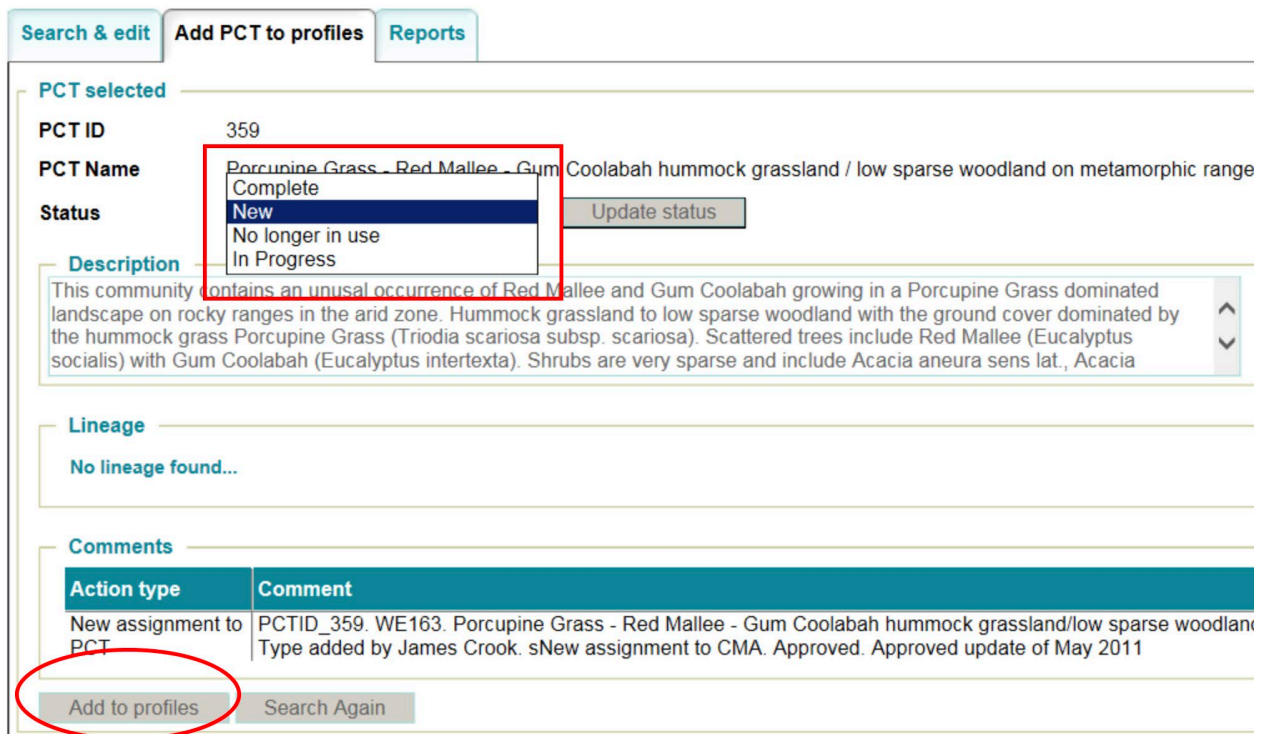 Search & edit Add PCT to profiles Reports
PCT selected
PCT ID 359
PCT Name Porcupine Grass - Red Mallee - Gum Coolabah hummock grassland / low sparse woodland on metamorphic range
Complete
Status New Update status
No longer in use
In Progress
Description
This community contains an unusal occurrence of Red Mallee and Gum Coolabah growing in a Porcupine Grass dominated
landscape on rocky ranges in the arid zone. Hummock grassland to low sparse woodland with the ground cover dominated by
the hummock grass Porcupine Grass (Triodia scariosa subsp. scariosa). Scattered trees include Red Mallee (Eucalyptus
socialis) with Gum Coolabah (Eucalyptus intertexta). Shrubs are very sparse and include Acacia aneura sens lat., Acacia
Lineage
No lineage found...
Comments
Action type Comment
New assignment to PCTID_359. WE163. Porcupine Grass - Red Mallee - Gum Coolabah hummock grassland/low sparse woodland
PCT Type added by James Crook. sNew assignment to CMA. Approved. Approved update of May 2011
Add to profiles Search Again